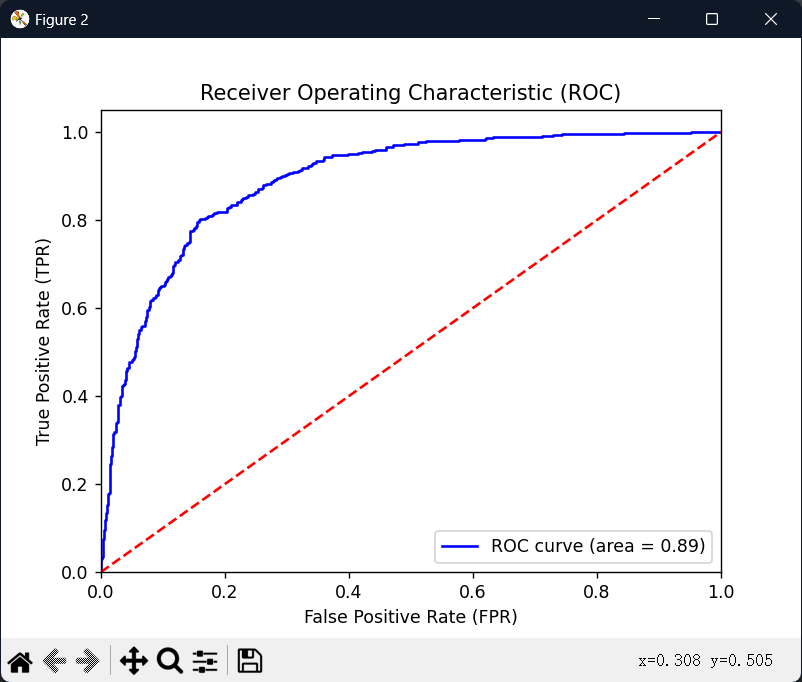 Figure 2
Receiver Operating Characteristic (ROC)
1.0
0.8
0.6
0.4
0.2
0.0
True Positive Rate (TPR)
ROC curve (area = 0.89)
0.0 0.2 0.4 0.6 0.8 1.0
False Positive Rate (FPR)
x=0.308 y=0.505